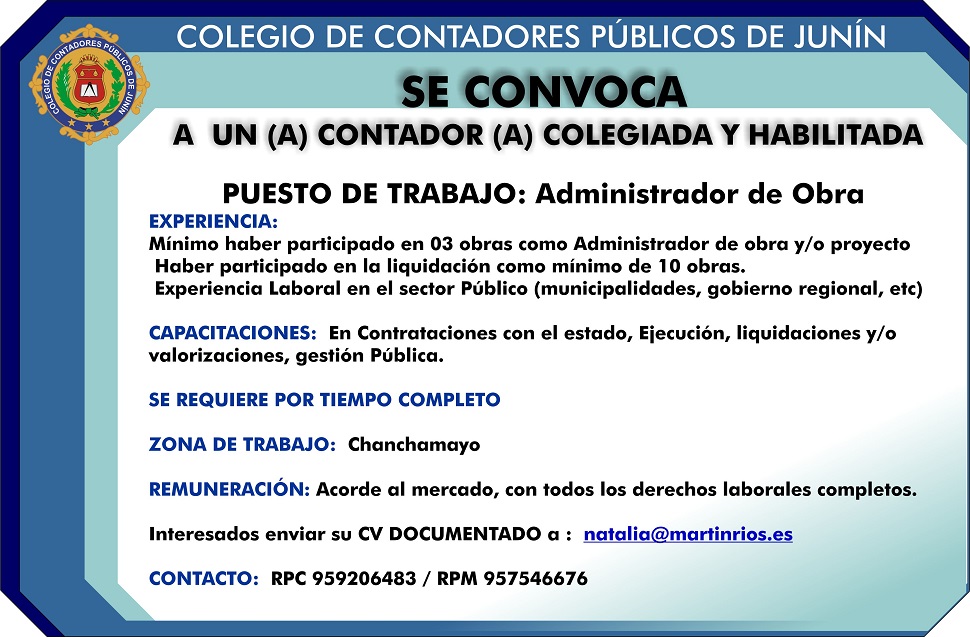 COLEGIO DE CONTADORES PÚBLICOS DE JUNÍN
COLEGIO DE CONTADORES PÚBLICOS DE JUNÍN
SE CONVOCA
A UN (A) CONTADOR (A) COLEGIADA Y HABILITADA
PUESTO DE TRABAJO: Administrador de Obra
EXPERIENCIA:
Mínimo haber participado en 03 obras como Administrador de obra y/o proyecto
Haber participado en la liquidación como mínimo de 10 obras.
Experiencia Laboral en el sector Público (municipalidades, gobierno regional, etc)
CAPACITACIONES: En Contrataciones con el estado, Ejecución, liquidaciones y/o
valorizaciones, gestión Pública.
SE REQUIERE POR TIEMPO COMPLETO
ZONA DE TRABAJO: Chanchamayo
REMUNERACIÓN: Acorde al mercado, con todos los derechos laborales completos.
Interesados enviar su CV DOCUMENTADO a : natalia@martinrios.es
CONTACTO: RPC 959206483 / RPM 957546676